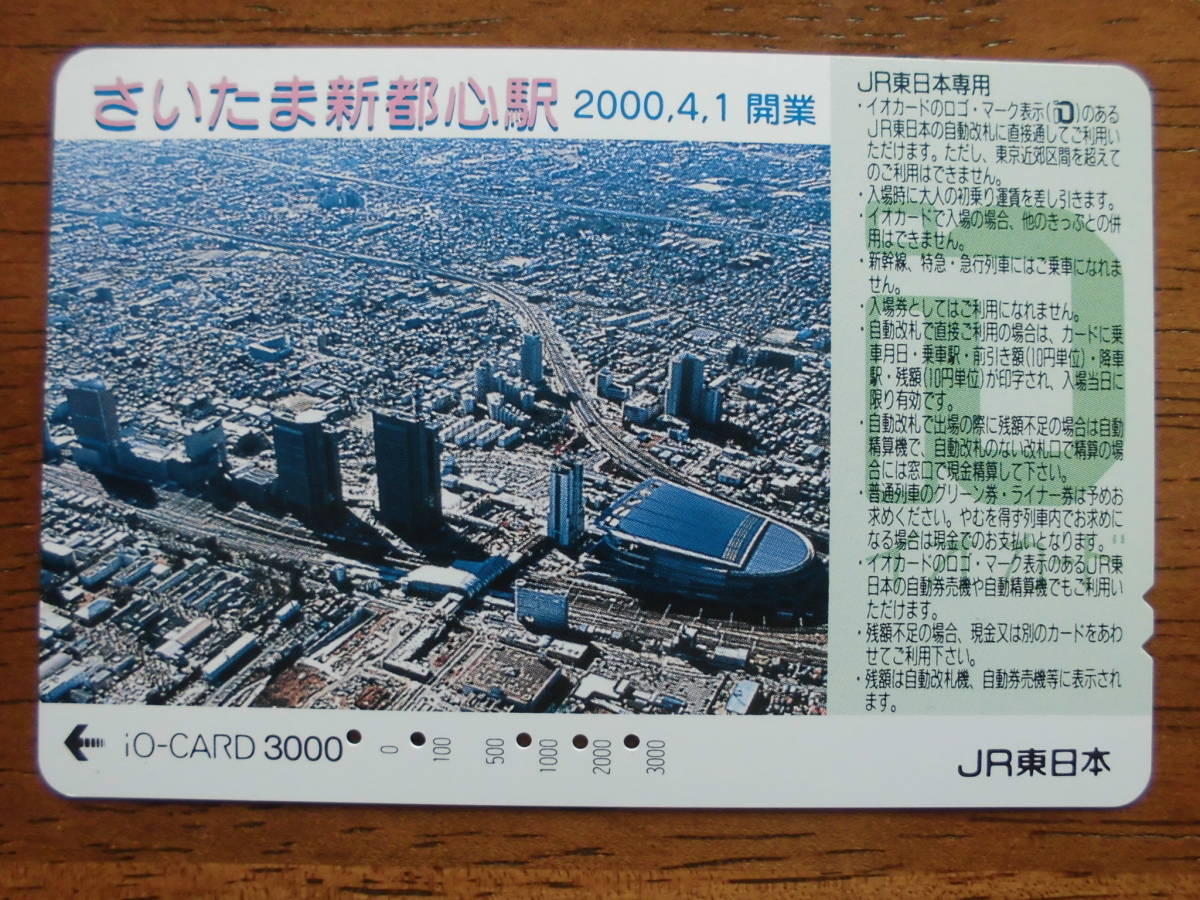 さいたま新都心駅 2000,4,1 開業
JR東日本専用
・イオカードのロゴ・マーク表示(iO)のある
JR東日本の自動改札に直接通してご利用い
ただけます。ただし、東京近郊区間を超えて
のご利用はできません。
・入場時に大人の初乗り運賃を差し引きます。
・イオカードで入場の場合、他のきっぷとの併
用はできません。
・新幹線、特急・急行列車にはご乗車になれま
せん。
・入場券としてはご利用になれません。
・自動改札で直接ご利用の場合は、カードに乗
車月日・乗車駅・前引き額(10円単位)・降車
駅・残額(10円単位)が印字され、入場当日に
限り有効です。
・自動改札で出場の際に残額不足の場合は自動
精算機で、自動改札のない改札口で精算の場
合には窓口で現金精算して下さい。
・普通列車のグリーン券・ライナー券は予めお
求めください。やむを得ず列車内でお求めに
なる場合は現金でのお支払いとなります。
・イオカードのロゴ・マーク表示のあるJR東
日本の自動券売機や自動精算機でもご利用い
ただけます。
・残額不足の場合、現金又は別のカードをあわ
せてご利用下さい。
・残額は自動改札機、自動券売機等に表示され
ます。
iO-CARD 3000
0 100 500 1000 2000 3000
JR東日本